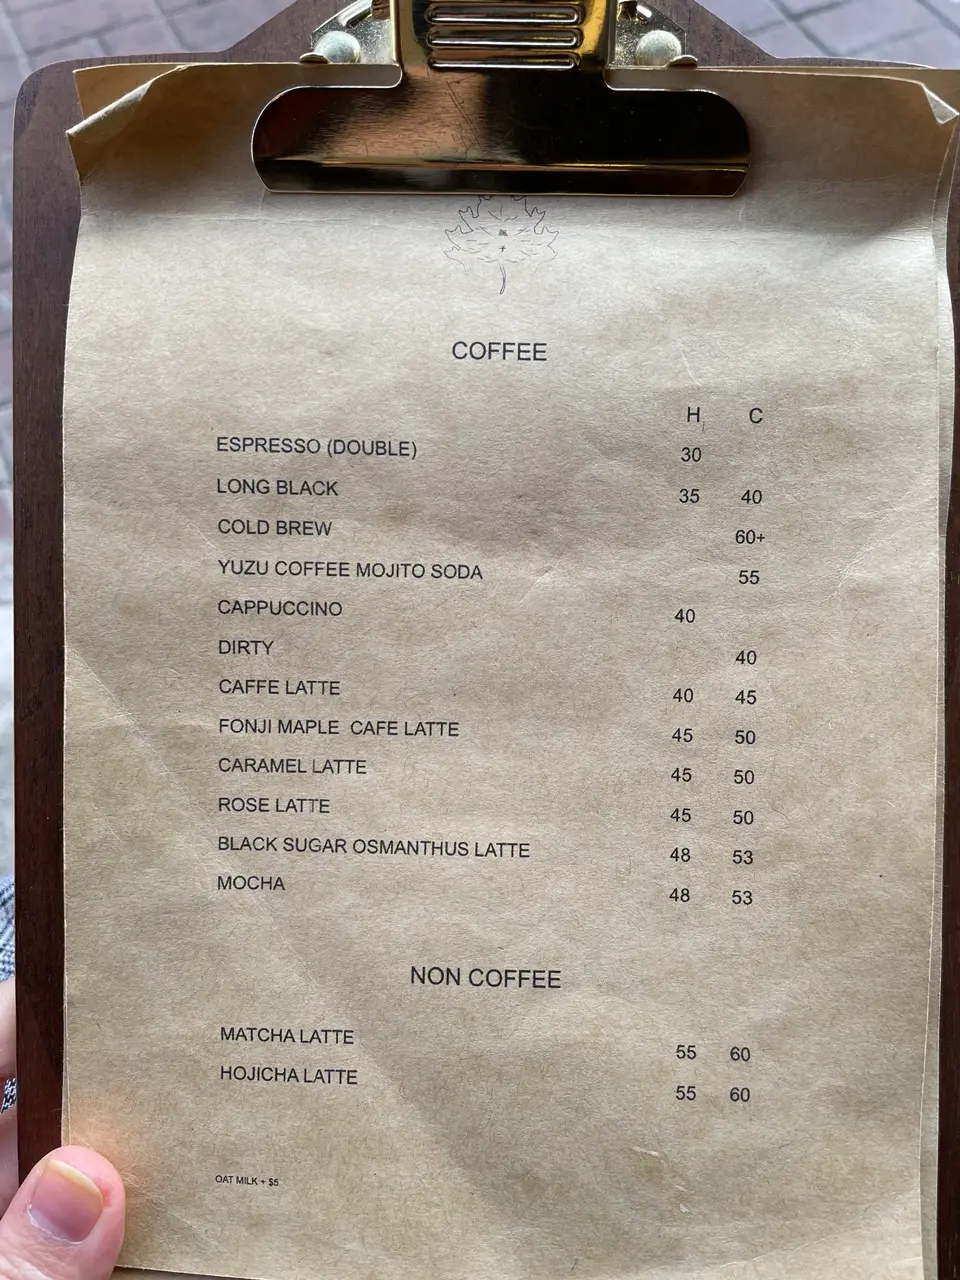 楓
子
COFFEE
H C
ESPRESSO (DOUBLE) 30
LONG BLACK 35 40
COLD BREW 60+
YUZU COFFEE MOJITO SODA 55
CAPPUCCINO 40
DIRTY 40
CAFFE LATTE 40 45
FONJI MAPLE CAFE LATTE 45 50
CARAMEL LATTE 45 50
ROSE LATTE 45 50
BLACK SUGAR OSMANTHUS LATTE 48 53
MOCHA 48 53
NON COFFEE
MATCHA LATTE 55 60
HOJICHA LATTE 55 60
OAT MILK + $5